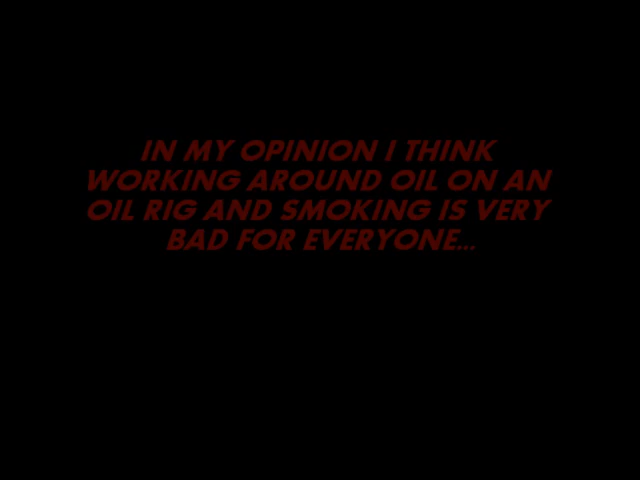 IN MY OPINION I THINK
WORKING AROUND OIL ON AN
OIL RIG AND SMOKING IS VERY
BAD FOR EVERYONE...